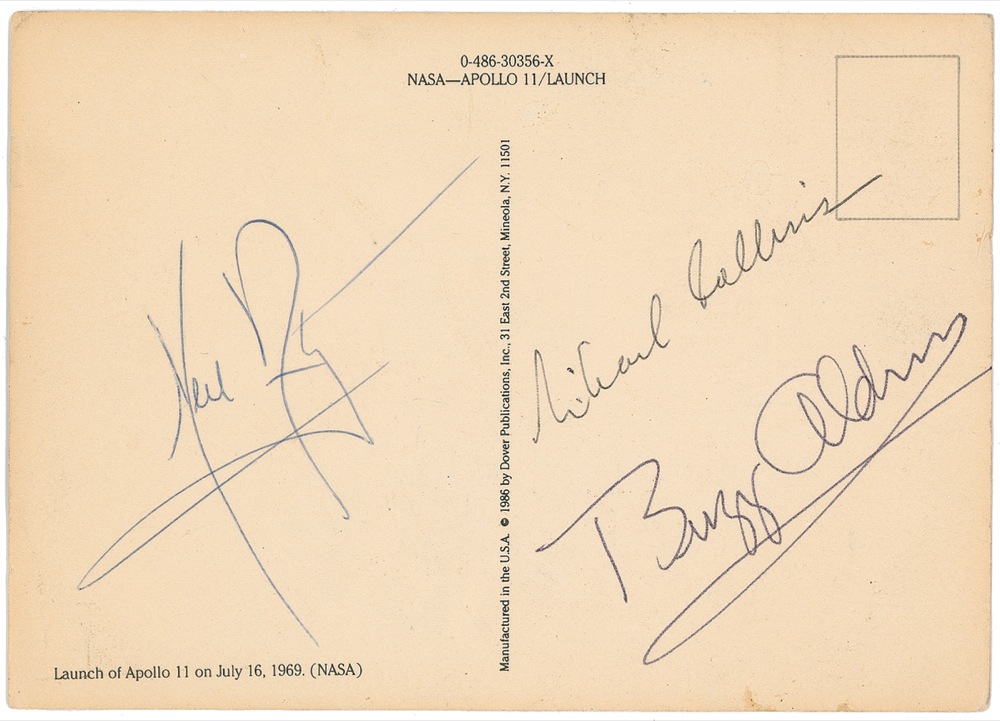 0-486-30356-X
NASA—APOLLO 11/LAUNCH
Neil
Michael Collins
Buzz Aldrin
Manufactured in the U.S.A. © 1986 by Dover Publications, Inc., 31 East 2nd Street, Mineola, N.Y. 11501
Launch of Apollo 11 on July 16, 1969. (NASA)